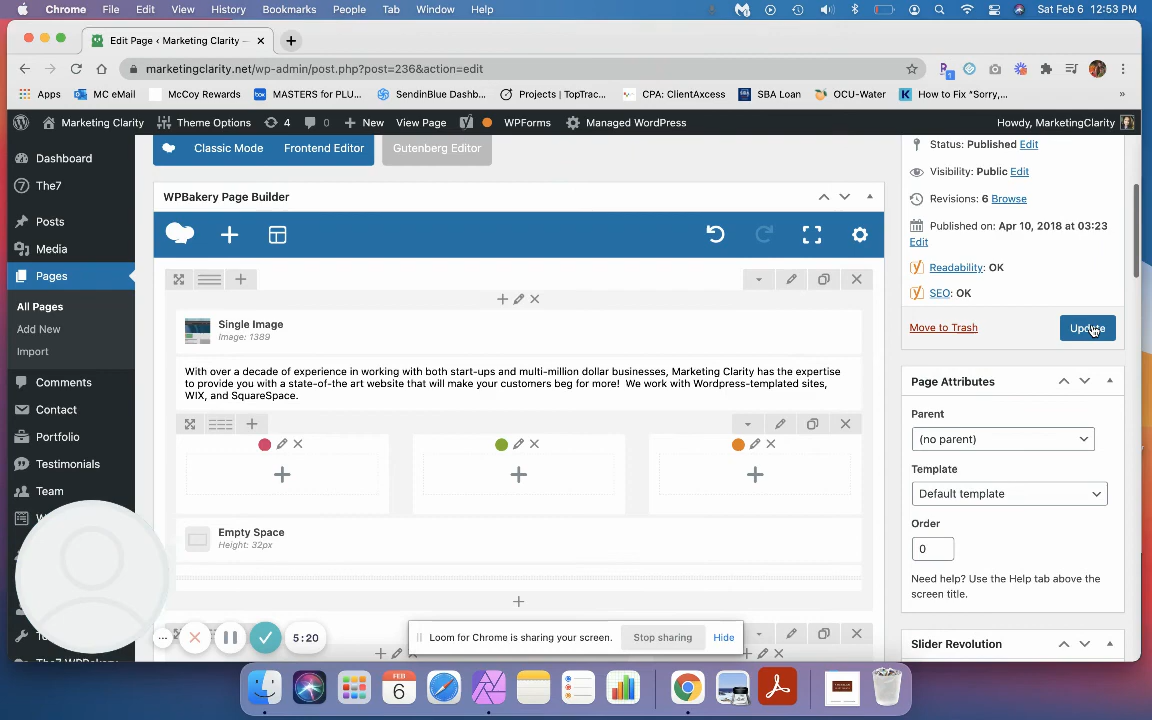 Chrome File Edit View History Bookmarks People Tab Window Help Sat Feb 6 12:53 PM
Edit Page ‹ Marketing Clarity —
marketingclarity.net/wp-admin/post.php?post=236&action=edit
Apps MC eMail McCoy Rewards MASTERS for PLU... SendinBlue Dashb... Projects | TopTrac... CPA: ClientAxcess SBA Loan OCU-Water How to Fix "Sorry,... »
Marketing Clarity Theme Options 4 0 New View Page WPForms Managed WordPress Howdy, MarketingClarity
Dashboard
The7
Posts
Media
Pages
All Pages
Add New
Import
Comments
Contact
Portfolio
Testimonials
Team
Classic Mode Frontend Editor Gutenberg Editor
WPBakery Page Builder
Single Image
Image: 1389
With over a decade of experience in working with both start-ups and multi-million dollar businesses, Marketing Clarity has the expertise
to provide you with a state-of-the art website that will make your customers beg for more! We work with Wordpress-templated sites,
WIX, and SquareSpace.
Empty Space
Height: 32px
Status: Published Edit
Visibility: Public Edit
Revisions: 6 Browse
Published on: Apr 10, 2018 at 03:23
Edit
Readability: OK
SEO: OK
Move to Trash Update
Page Attributes
Parent
(no parent)
Template
Default template
Order
0
Need help? Use the Help tab above the
screen title.
Slider Revolution
5:20
Loom for Chrome is sharing your screen. Stop sharing Hide
FEB
6